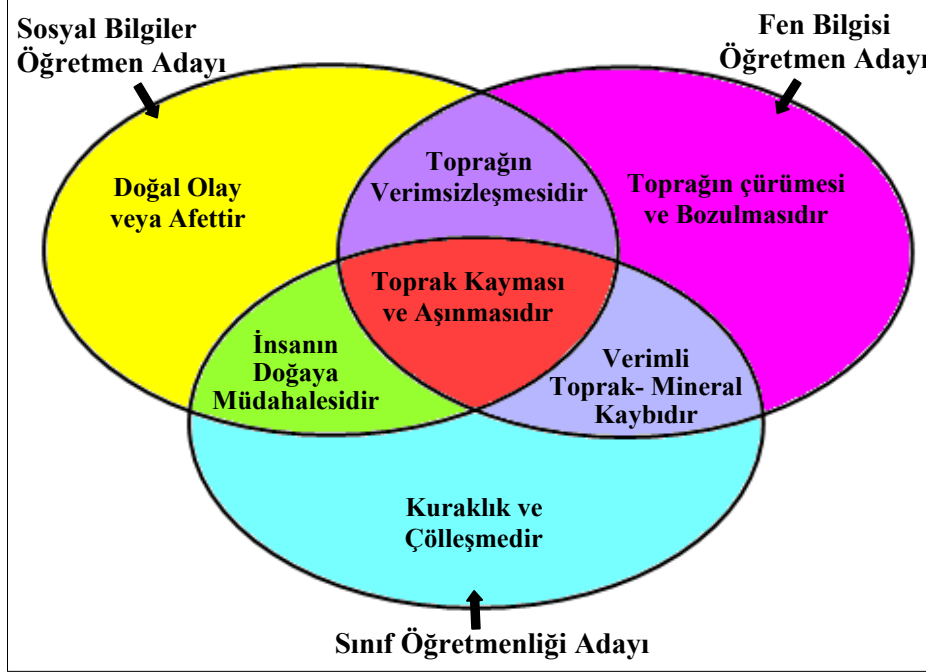 Sosyal Bilgiler
Öğretmen Adayı
Fen Bilgisi
Öğretmen Adayı
Doğal Olay
veya Afettir
Toprağın
Verimsizleşmesidir
Toprağın çürümesi
ve Bozulmasıdır
Toprak Kayması
ve Aşınmasıdır
İnsanın
Doğaya
Müdahalesidir
Verimli
Toprak- Mineral
Kaybıdır
Kuraklık ve
Çölleşmedir
Sınıf Öğretmenliği Adayı